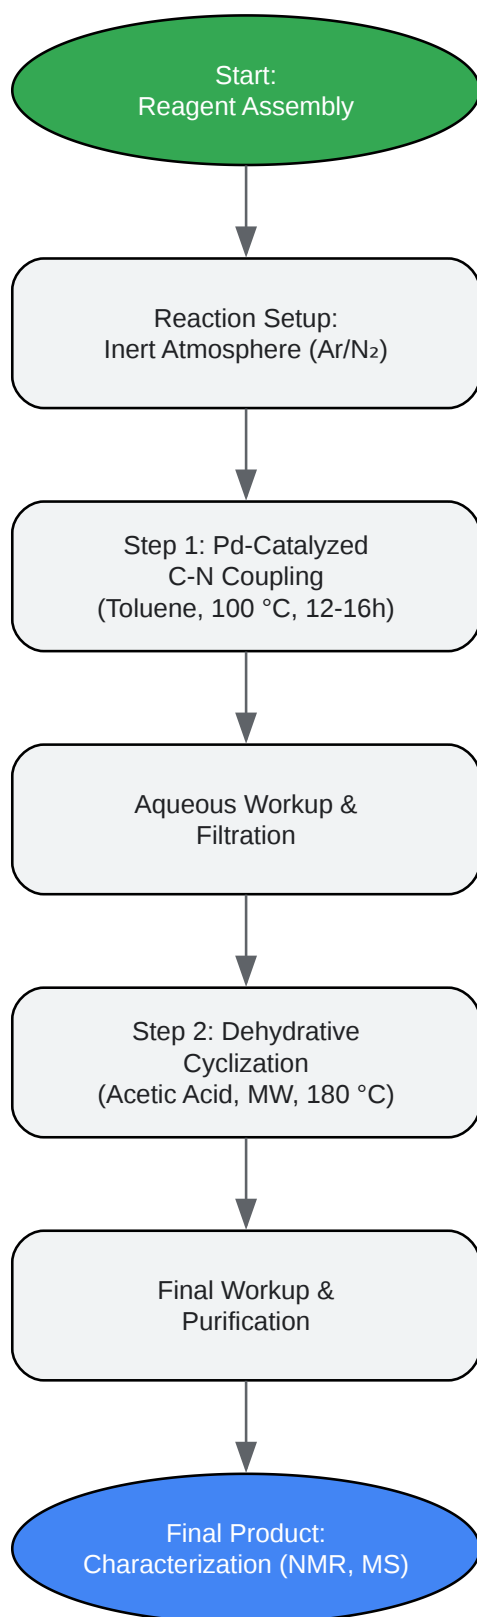 Start:
Reagent Assembly
Reaction Setup:
Inert Atmosphere (Ar/N₂)
Step 1: Pd-Catalyzed
C-N Coupling
(Toluene, 100 °C, 12-16h)
Aqueous Workup &
Filtration
Step 2: Dehydrative
Cyclization
(Acetic Acid, MW, 180 °C)
Final Workup &
Purification
Final Product:
Characterization (NMR, MS)